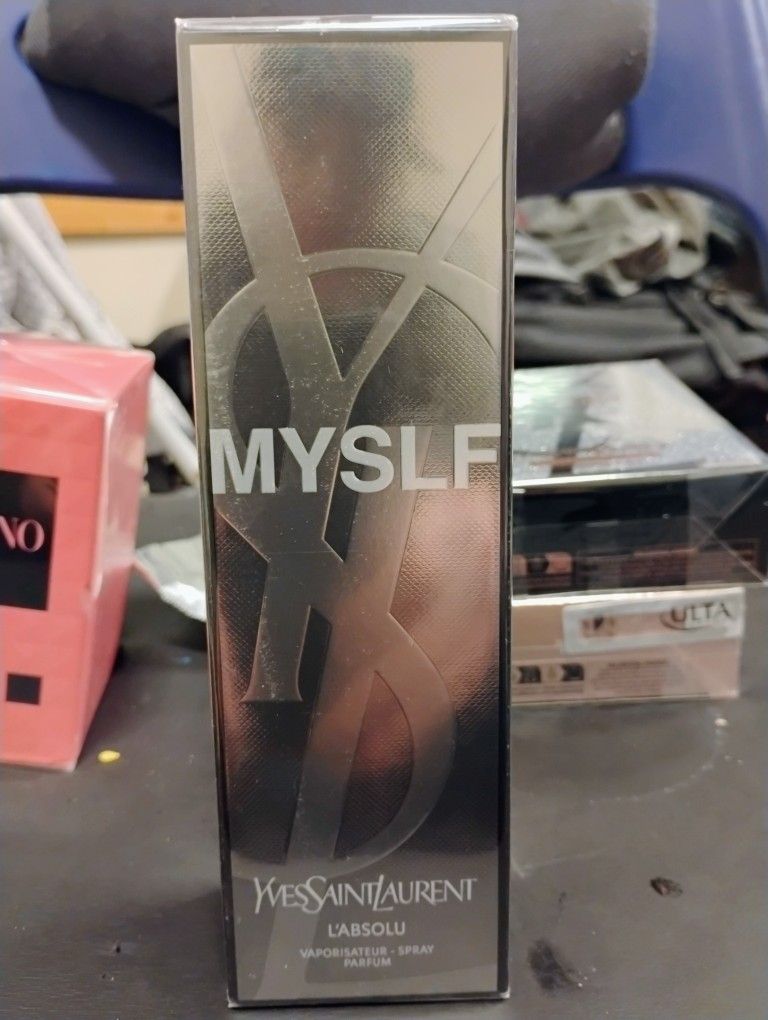 MYSLF
YVESSAINTLAURENT
L'ABSOLU
VAPORISATEUR - SPRAY
PARFUM
NO
ULTA